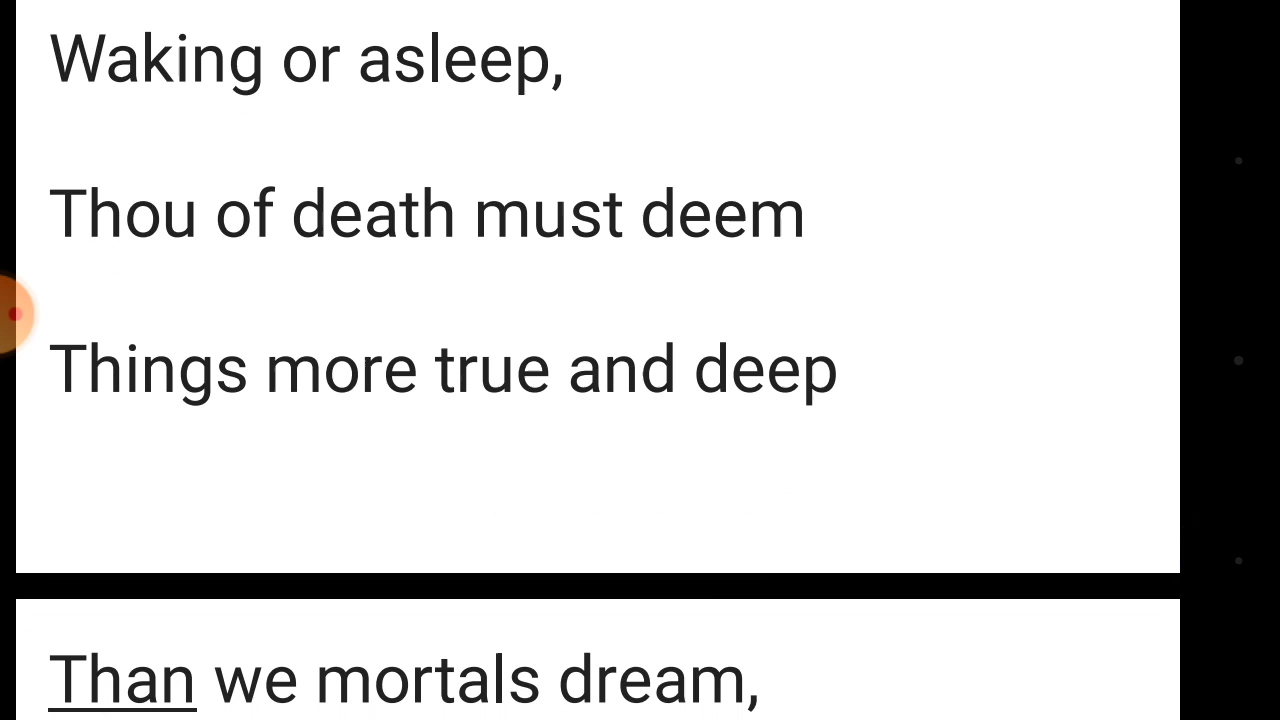 Waking or asleep,
Thou of death must deem
Things more true and deep
Than we mortals dream,